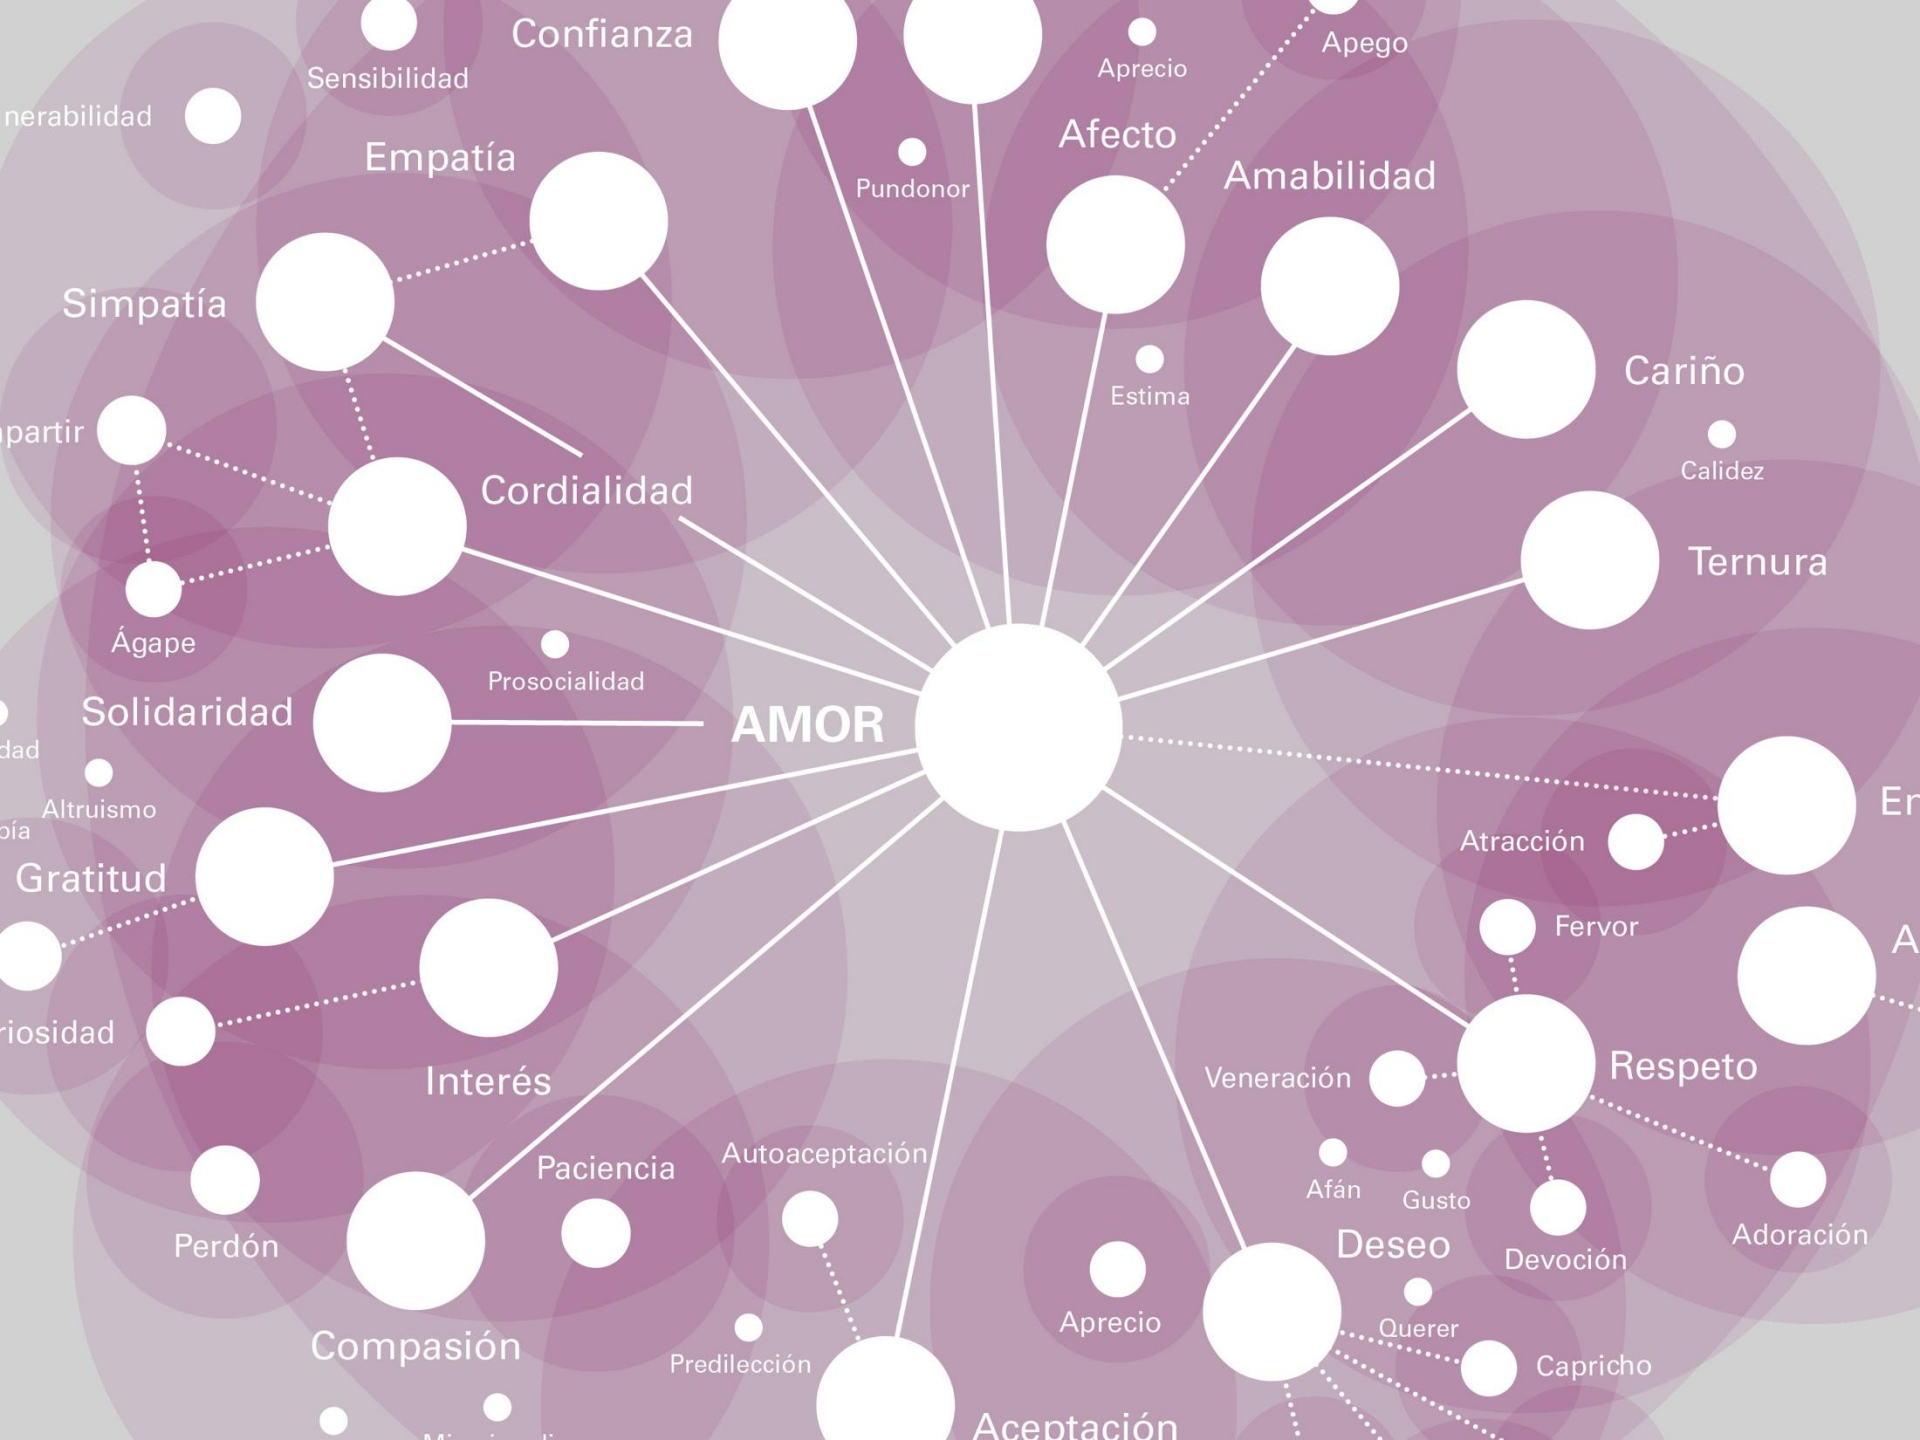 Confianza
Sensibilidad
Aprecio
Apego
nerabilidad
Empatía
Pundonor
Afecto
Amabilidad
Simpatía
Cariño
Estima
Calidez
partir
Cordialidad
Ternura
Ágape
Prosocialidad
Solidaridad
AMOR
dad
Altruismo
bía
Gratitud
En
Atracción
Fervor
A
riosidad
Interés
Veneración
Respeto
Paciencia
Autoaceptación
Afán
Gusto
Perdón
Deseo
Devoción
Adoración
Compasión
Predilección
Aprecio
Querer
Capricho
Aceptación